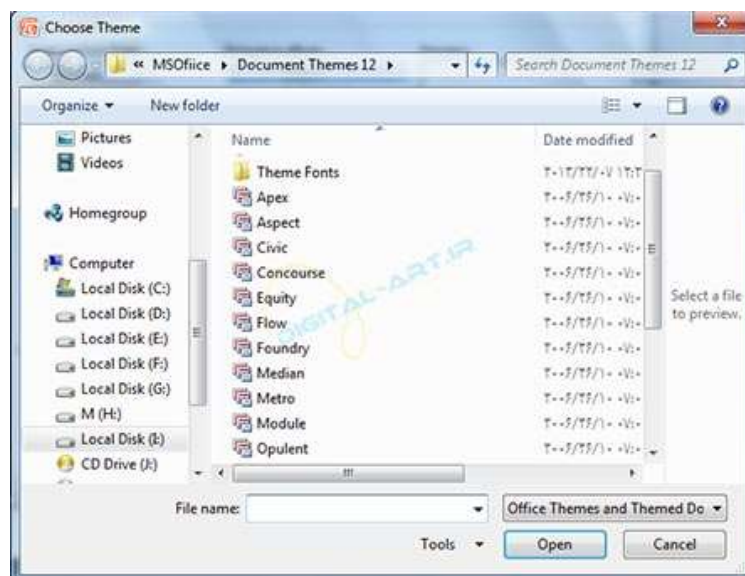 Choose Theme
« MSOfiice ▸ Document Themes 12 ▸
Search Document Themes 12
Organize
New folder
Pictures
Videos
Homegroup
Computer
Local Disk (C:)
Local Disk (D:)
Local Disk (E:)
Local Disk (F:)
Local Disk (G:)
M (H:)
Local Disk (I:)
CD Drive (J:)
Name
Date modified
Theme Fonts
Apex
Aspect
Civic
Concourse
Equity
Flow
Foundry
Median
Metro
Module
Opulent
DIGITAL-ART.IR
Select a file
to preview.
File name:
Office Themes and Themed Do
Tools
Open
Cancel